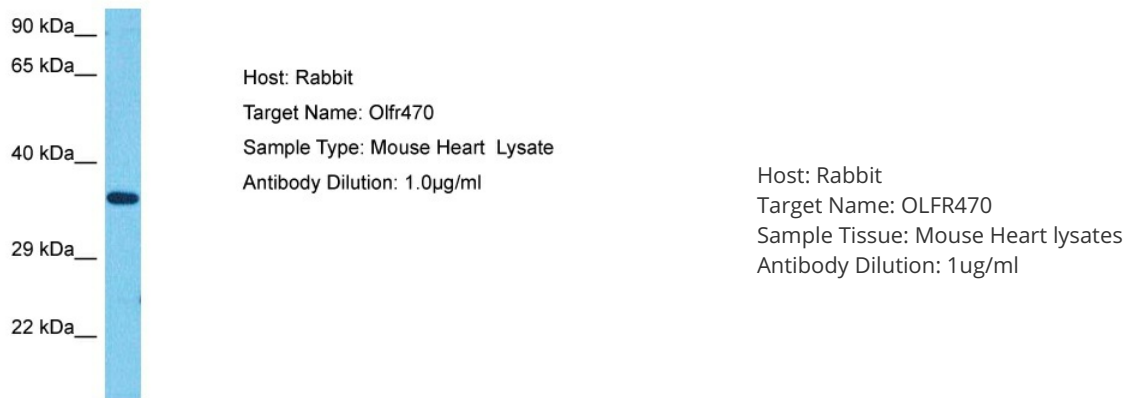 90 kDa__
65 kDa__
40 kDa__
29 kDa__
22 kDa__
Host: Rabbit
Target Name: Olfr470
Sample Type: Mouse Heart  Lysate
Antibody Dilution: 1.0µg/ml
Host: Rabbit
Target Name: OLFR470
Sample Tissue: Mouse Heart lysates
Antibody Dilution: 1ug/ml